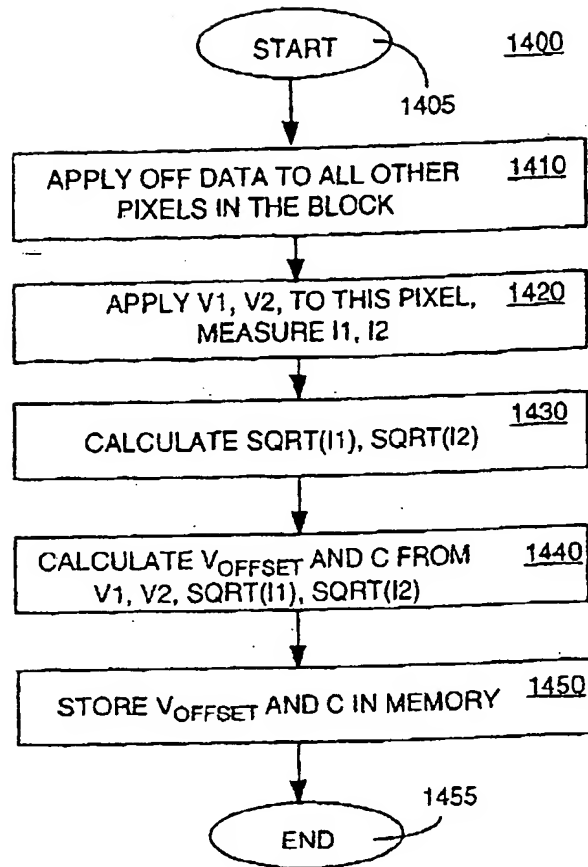 START
1400
1405
APPLY OFF DATA TO ALL OTHER 1410
PIXELS IN THE BLOCK
APPLY V1, V2, TO THIS PIXEL, 1420
MEASURE I1, I2
CALCULATE SQRT(I1), SQRT(I2) 1430
CALCULATE VOFFSET AND C FROM 1440
V1, V2, SQRT(I1), SQRT(I2)
STORE VOFFSET AND C IN MEMORY 1450
1455
END